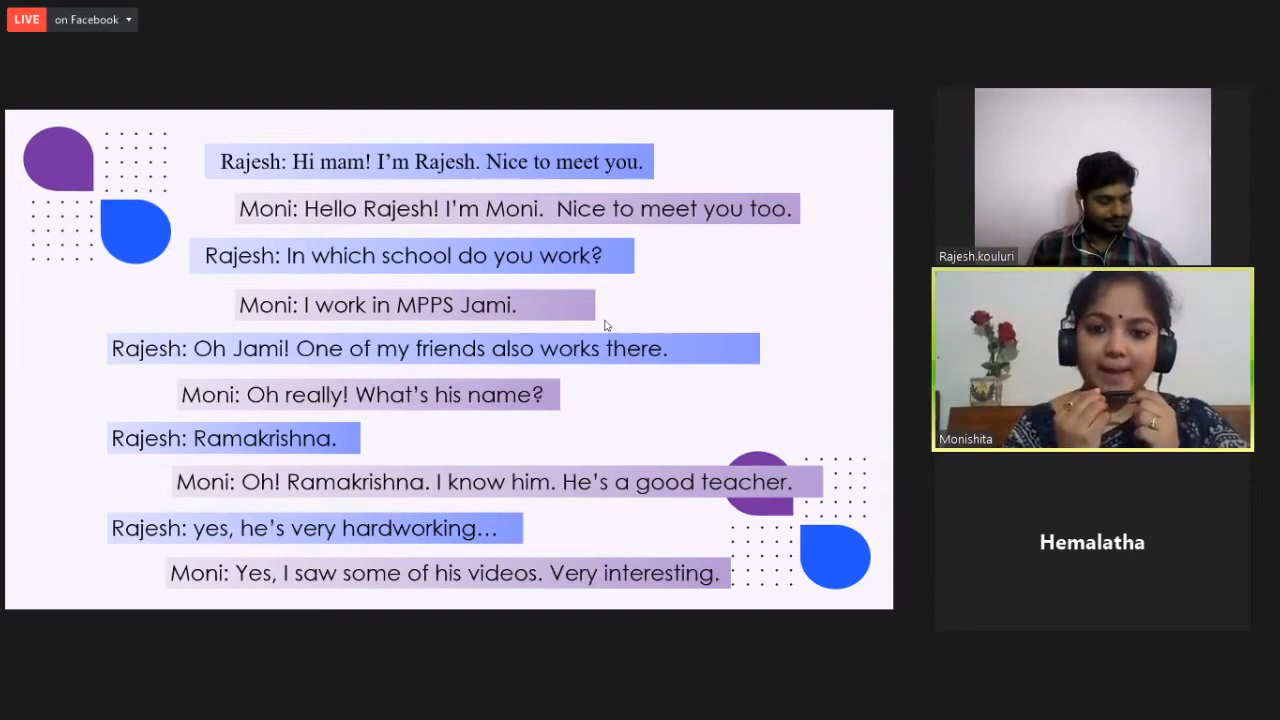 LIVE on Facebook
Rajesh: Hi mam! I'm Rajesh. Nice to meet you.
Moni: Hello Rajesh! I'm Moni.  Nice to meet you too.
Rajesh: In which school do you work?
Moni: I work in MPPS Jami.
Rajesh: Oh Jami! One of my friends also works there.
Moni: Oh really! What's his name?
Rajesh: Ramakrishna.
Moni: Oh! Ramakrishna. I know him. He's a good teacher.
Rajesh: yes, he's very hardworking…
Moni: Yes, I saw some of his videos. Very interesting.
Rajesh.kouluri
Monishita
Hemalatha